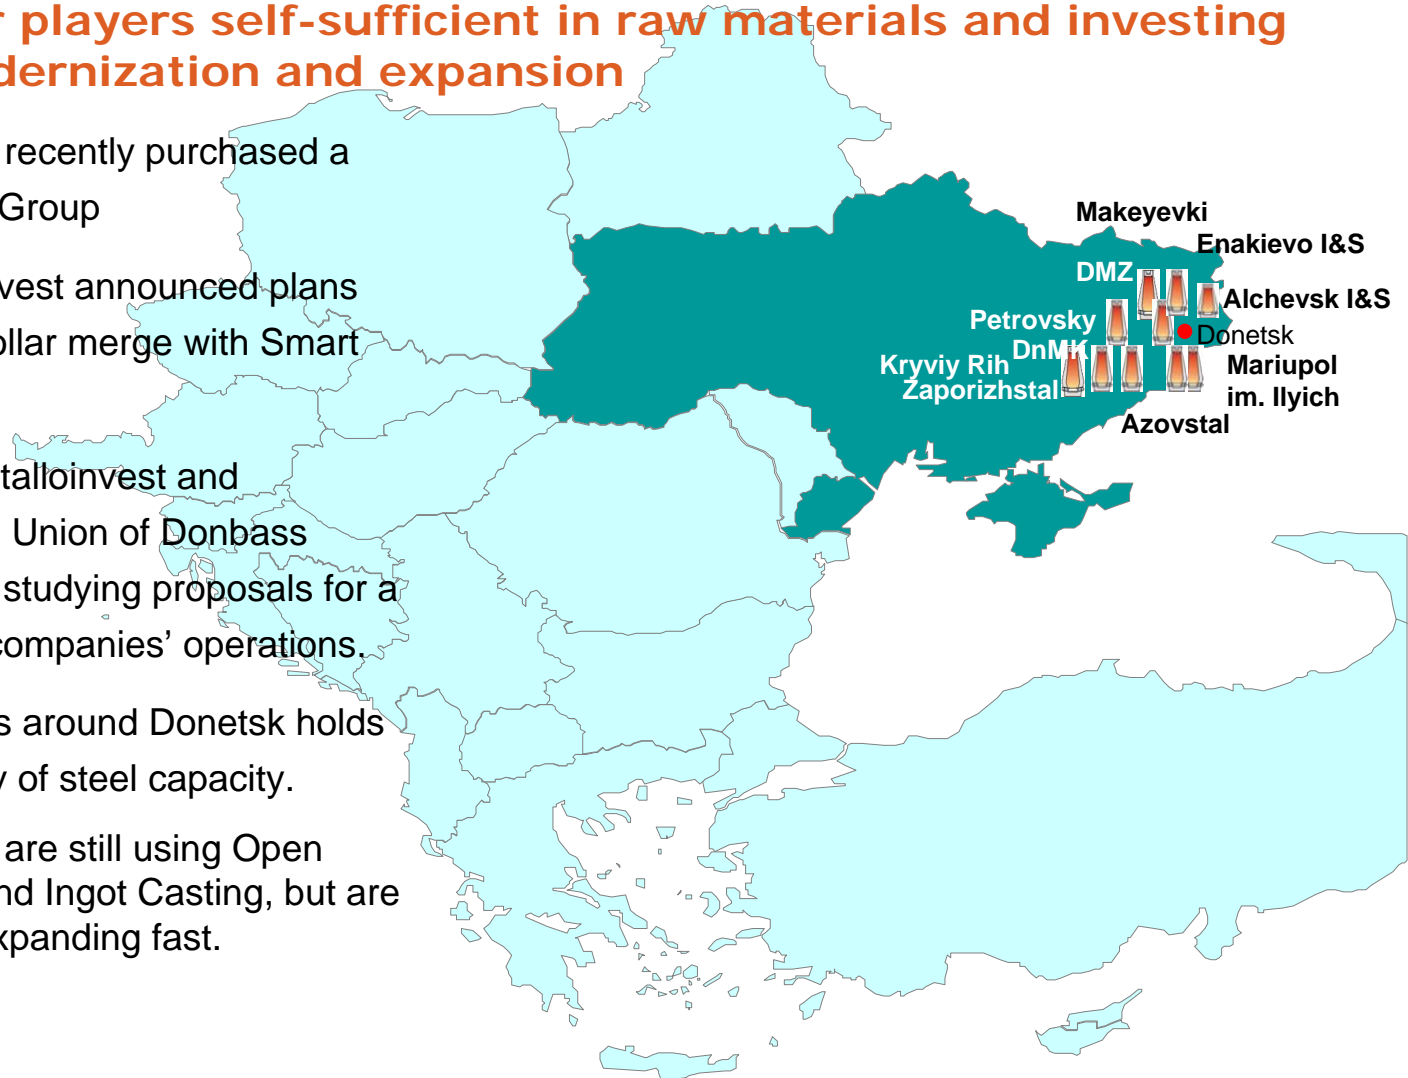 r players self-sufficient in raw materials and investing
dernization and expansion
recently purchased a
Group
vest announced plans
ollar merge with Smart
talloinvest and
Union of Donbass
studying proposals for a
companies’ operations.
s around Donetsk holds
y of steel capacity.
are still using Open
nd Ingot Casting, but are
xpanding fast.
Makeyevki
Enakievo I&S
DMZ
Alchevsk I&S
Petrovsky
Donetsk
DnMK
Kryviy Rih
Mariupol
im. Ilyich
Zaporizhstal
Azovstal